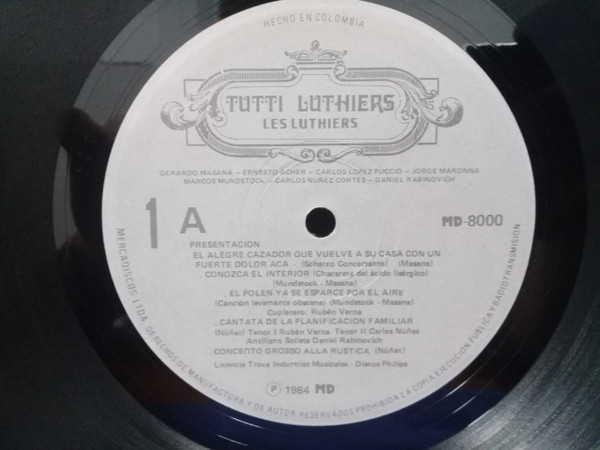 HECHO EN COLOMBIA
TUTTI LUTHIERS
LES LUTHIERS
GERARDO MASANA - ERNESTO ACHER - CARLOS LOPEZ PUCCIO - JORGE MARONNA
MARCOS MUNDSTOCK - CARLOS NUÑEZ CORTES - DANIEL RABINOVICH
1 A
MD-8000
PRESENTACION
EL ALEGRE CAZADOR QUE VUELVE A SU CASA CON UN
FUERTE DOLOR ACA - (Scherzo Concertante) (Masana)
. CONOZCA EL INTERIOR (Chacarera del ácido lisérgico)
(Mundstock - Masana)
EL POLEN YA SE ESPARCE POR EL AIRE
(Canción levemente obscena) (Mundstock - Masana)
Cupletero: Rubén Verna
. CANTATA DE LA PLANIFICACION FAMILIAR
(Núñez) Tenor I Rubén Verna. Tenor II Carlos Núñez
Antillano Solista Daniel Rabinovich
CONCENTO GROSSO ALLA RUSTICA (Núñez)
Licencia Trova Industrias Musicales - Discos Philips
Ⓟ 1984 MD
MERCADISCOS LTDA. DERECHOS DE MANUFACTURA Y DE AUTOR RESERVADOS PROHIBIDA LA COPIA EJECUCION PUBLICA Y RADIOTRANSMISION